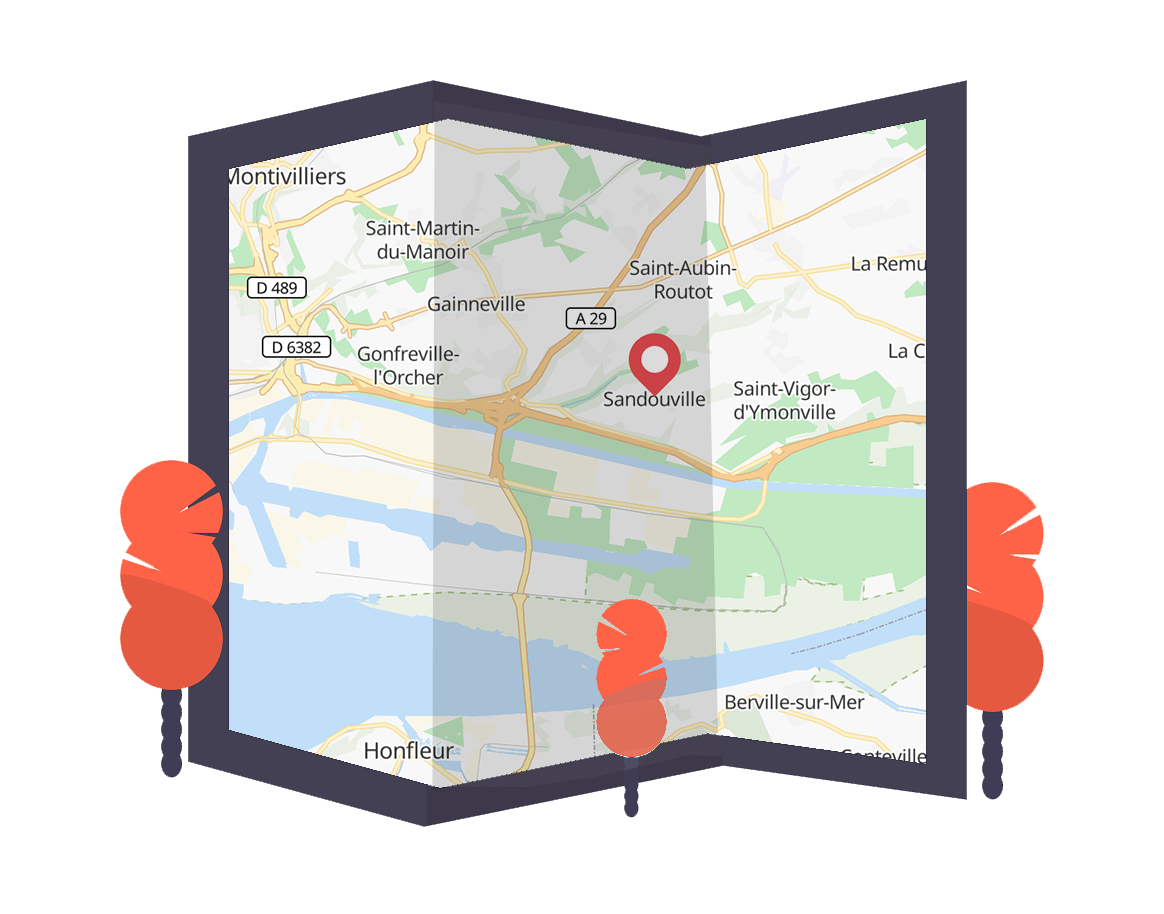 Montivilliers
Saint-Martin-
du-Manoir
Saint-Aubin-
Routot
La Remu
D 489
Gainneville
A 29
D 6382
Gonfreville-
l'Orcher
La C
Sandouville
Saint-Vigor-
d'Ymonville
Berville-sur-Mer
Honfleur
Conteville